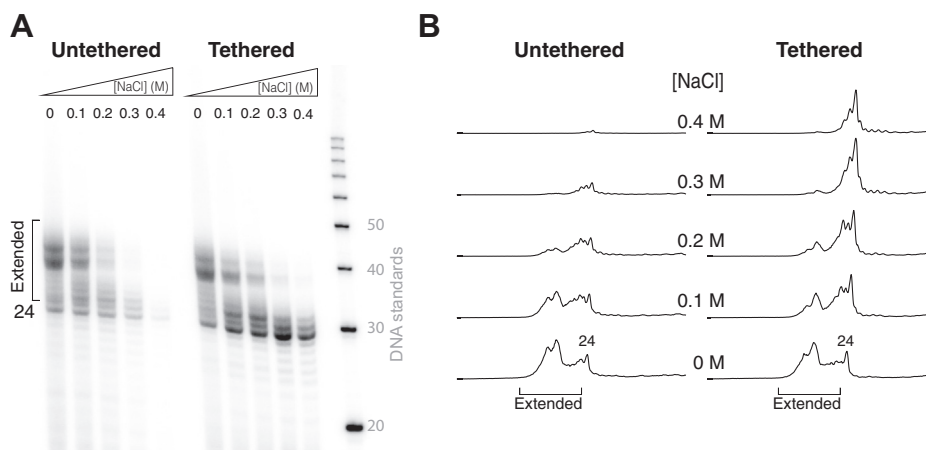 A
Untethered Tethered
[NaCl] (M) [NaCl] (M)
0 0.1 0.2 0.3 0.4 0 0.1 0.2 0.3 0.4
Extended
24
50
40
30
20
DNA standards
B
Untethered Tethered
[NaCl]
0.4 M
0.3 M
0.2 M
0.1 M
24 24
0 M
Extended Extended